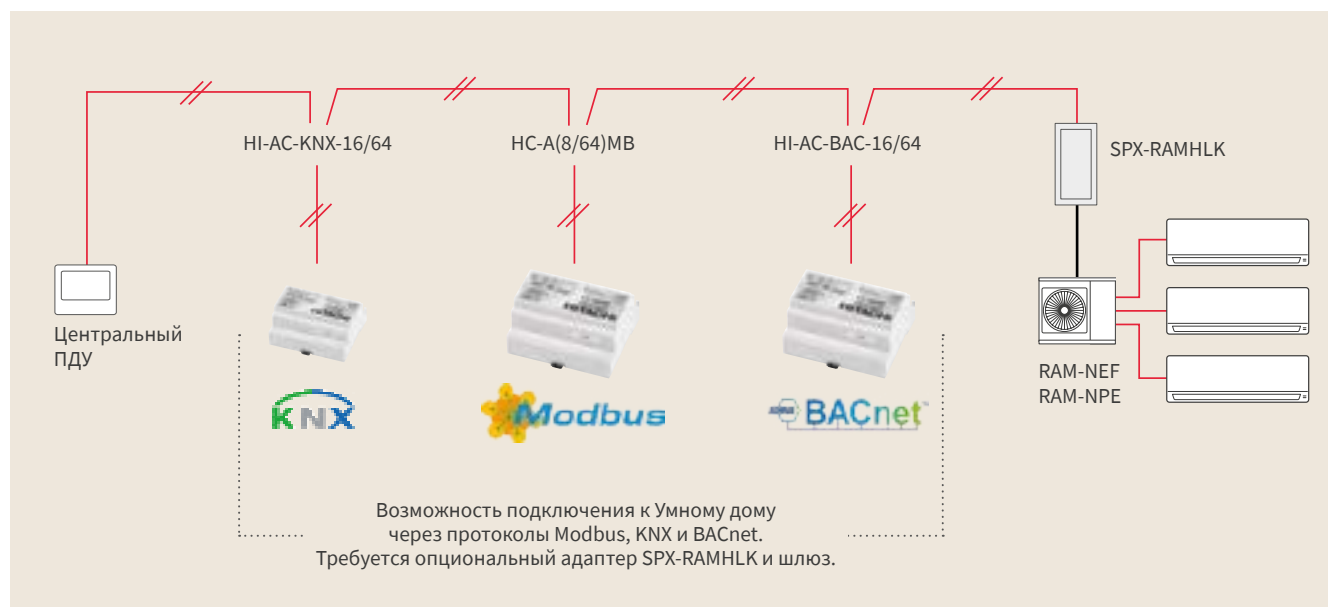 HI-AC-KNX-16/64
HC-A(8/64)MB
HI-AC-BAC-16/64
SPX-RAMHLK
Центральный
ПДУ
RAM-NEF
RAM-NPE
KNX
Modbus
BACnet™
Возможность подключения к Умному дому
через протоколы Modbus, KNX и BACnet.
Требуется опциональный адаптер SPX-RAMHLK и шлюз.